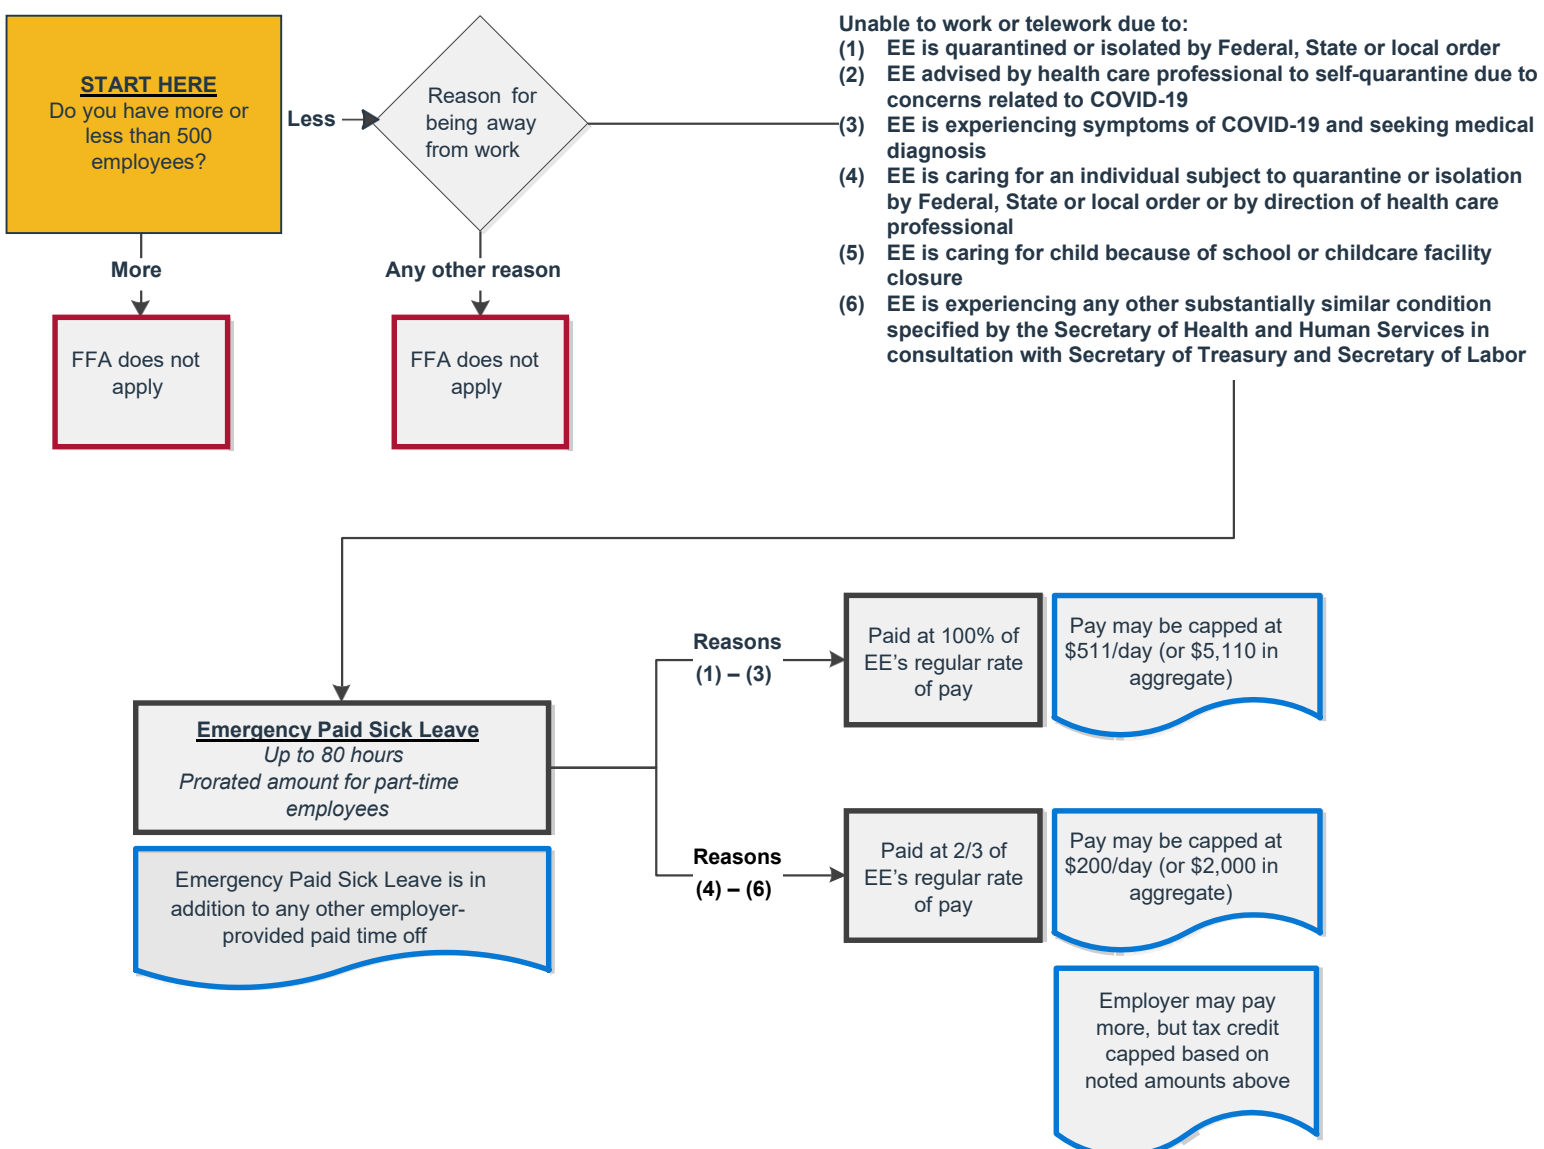 START HERE
Do you have more or
less than 500
employees?
Less
Reason for
being away
from work
Unable to work or telework due to:
(1) EE is quarantined or isolated by Federal, State or local order
(2) EE advised by health care professional to self-quarantine due to
concerns related to COVID-19
(3) EE is experiencing symptoms of COVID-19 and seeking medical
diagnosis
(4) EE is caring for an individual subject to quarantine or isolation
by Federal, State or local order or by direction of health care
professional
(5) EE is caring for child because of school or childcare facility
closure
(6) EE is experiencing any other substantially similar condition
specified by the Secretary of Health and Human Services in
consultation with Secretary of Treasury and Secretary of Labor
More
Any other reason
FFA does not
apply
FFA does not
apply
Emergency Paid Sick Leave
Up to 80 hours
Prorated amount for part-time
employees
Emergency Paid Sick Leave is in
addition to any other employer-
provided paid time off
Reasons
(1) – (3)
Paid at 100% of
EE’s regular rate
of pay
Pay may be capped at
$511/day (or $5,110 in
aggregate)
Reasons
(4) – (6)
Paid at 2/3 of
EE’s regular rate
of pay
Pay may be capped at
$200/day (or $2,000 in
aggregate)
Employer may pay
more, but tax credit
capped based on
noted amounts above